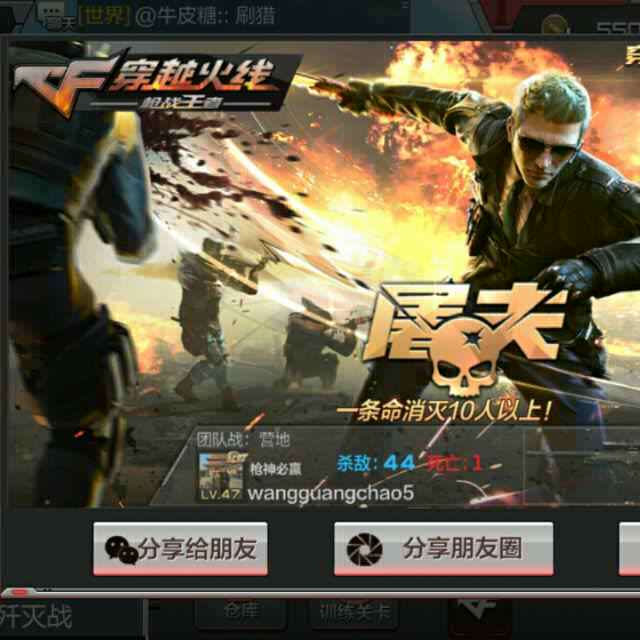 [世界]@牛皮糖:: 刷猎
550
穿越火线
枪战王者
屠夫
一条命消灭10人以上!
团队战: 营地
枪神必赢
杀敌: 44 死亡: 1
LV.47 wangguangchao5
分享给朋友
分享朋友圈
歼灭战
仓库
训练关卡